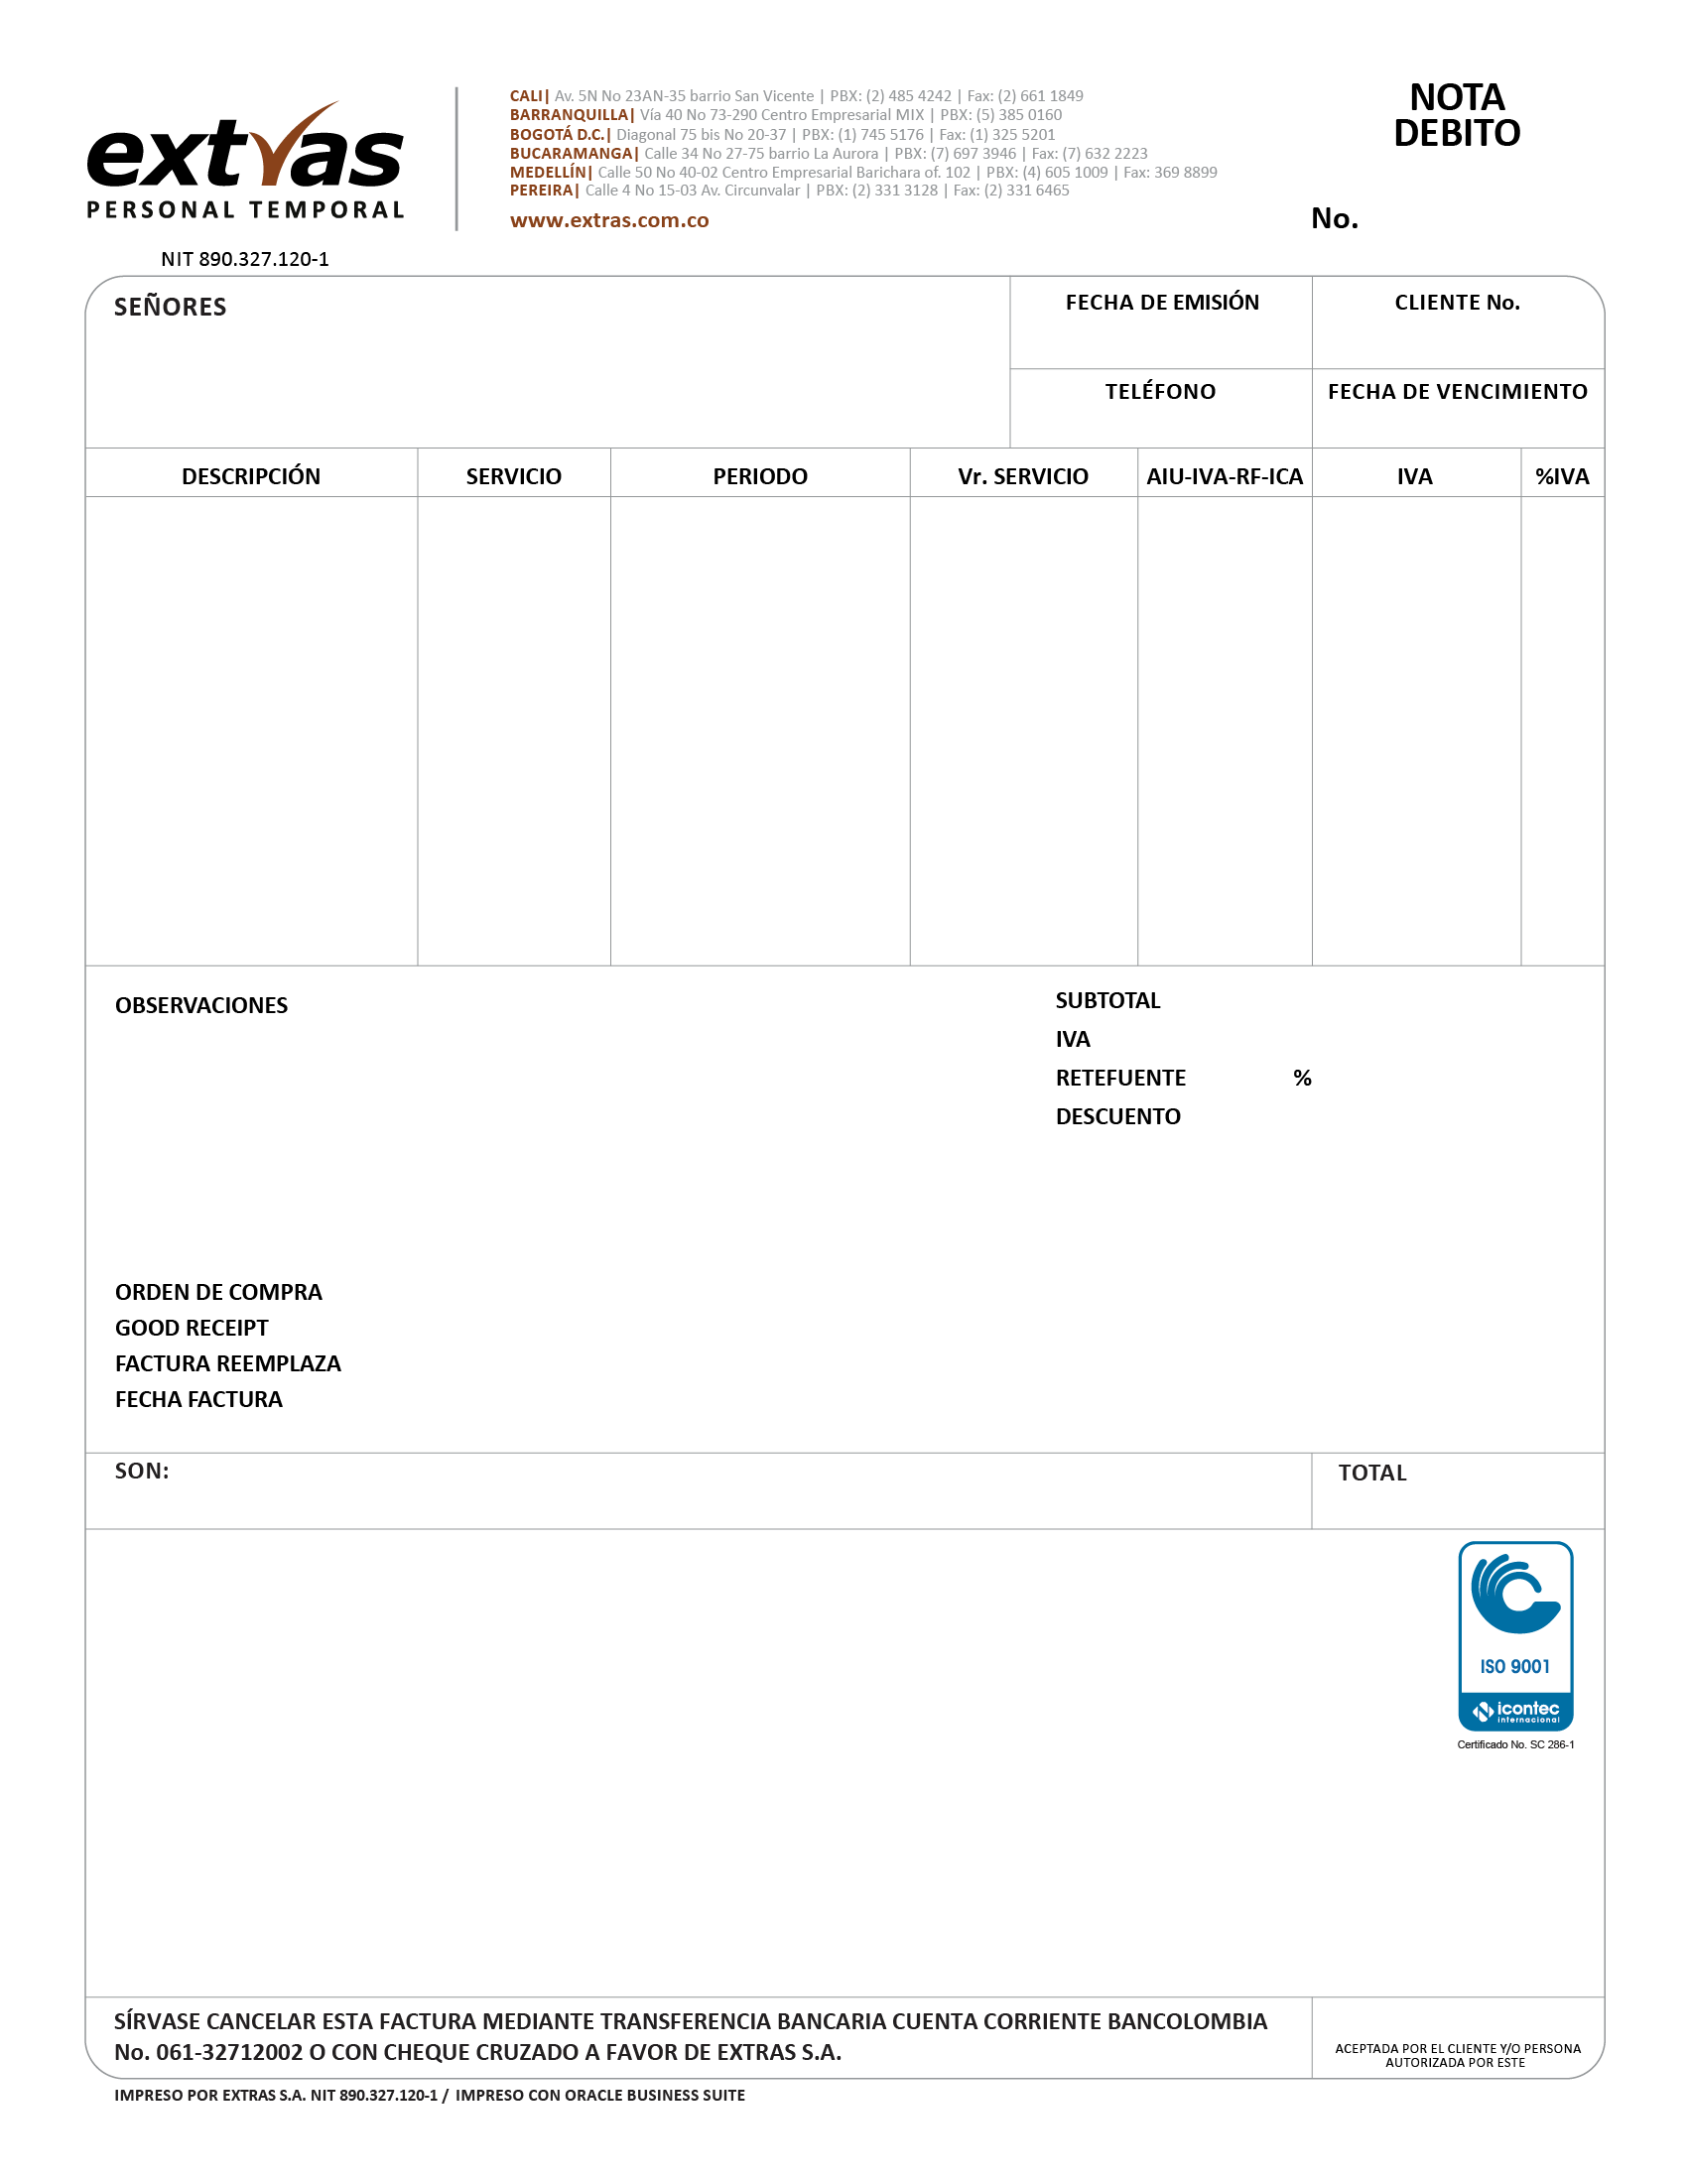 extras
PERSONAL TEMPORAL
NIT 890.327.120-1
CALI| Av. 5N No 23AN-35 barrio San Vicente | PBX: (2) 485 4242 | Fax: (2) 661 1849
BARRANQUILLA| Vía 40 No 73-290 Centro Empresarial MIX | PBX: (5) 385 0160
BOGOTÁ D.C.| Diagonal 75 bis No 20-37 | PBX: (1) 745 5176 | Fax: (1) 325 5201
BUCARAMANGA| Calle 34 No 27-75 barrio La Aurora | PBX: (7) 697 3946 | Fax: (7) 632 2223
MEDELLÍN| Calle 50 No 40-02 Centro Empresarial Barichara of. 102 | PBX: (4) 605 1009 | Fax: 369 8899
PEREIRA| Calle 4 No 15-03 Av. Circunvalar | PBX: (2) 331 3128 | Fax: (2) 331 6465
www.extras.com.co
NOTA
DEBITO
No.
SEÑORES
FECHA DE EMISIÓN
CLIENTE No.
TELÉFONO
FECHA DE VENCIMIENTO
DESCRIPCIÓN SERVICIO PERIODO Vr. SERVICIO AIU-IVA-RF-ICA IVA %IVA
OBSERVACIONES
SUBTOTAL
IVA
RETEFUENTE %
DESCUENTO
ORDEN DE COMPRA
GOOD RECEIPT
FACTURA REEMPLAZA
FECHA FACTURA
SON:
TOTAL
ISO 9001
icontec
internacional
Certificado No. SC 286-1
SÍRVASE CANCELAR ESTA FACTURA MEDIANTE TRANSFERENCIA BANCARIA CUENTA CORRIENTE BANCOLOMBIA
No. 061-32712002 O CON CHEQUE CRUZADO A FAVOR DE EXTRAS S.A.
ACEPTADA POR EL CLIENTE Y/O PERSONA
AUTORIZADA POR ESTE
IMPRESO POR EXTRAS S.A. NIT 890.327.120-1 / IMPRESO CON ORACLE BUSINESS SUITE